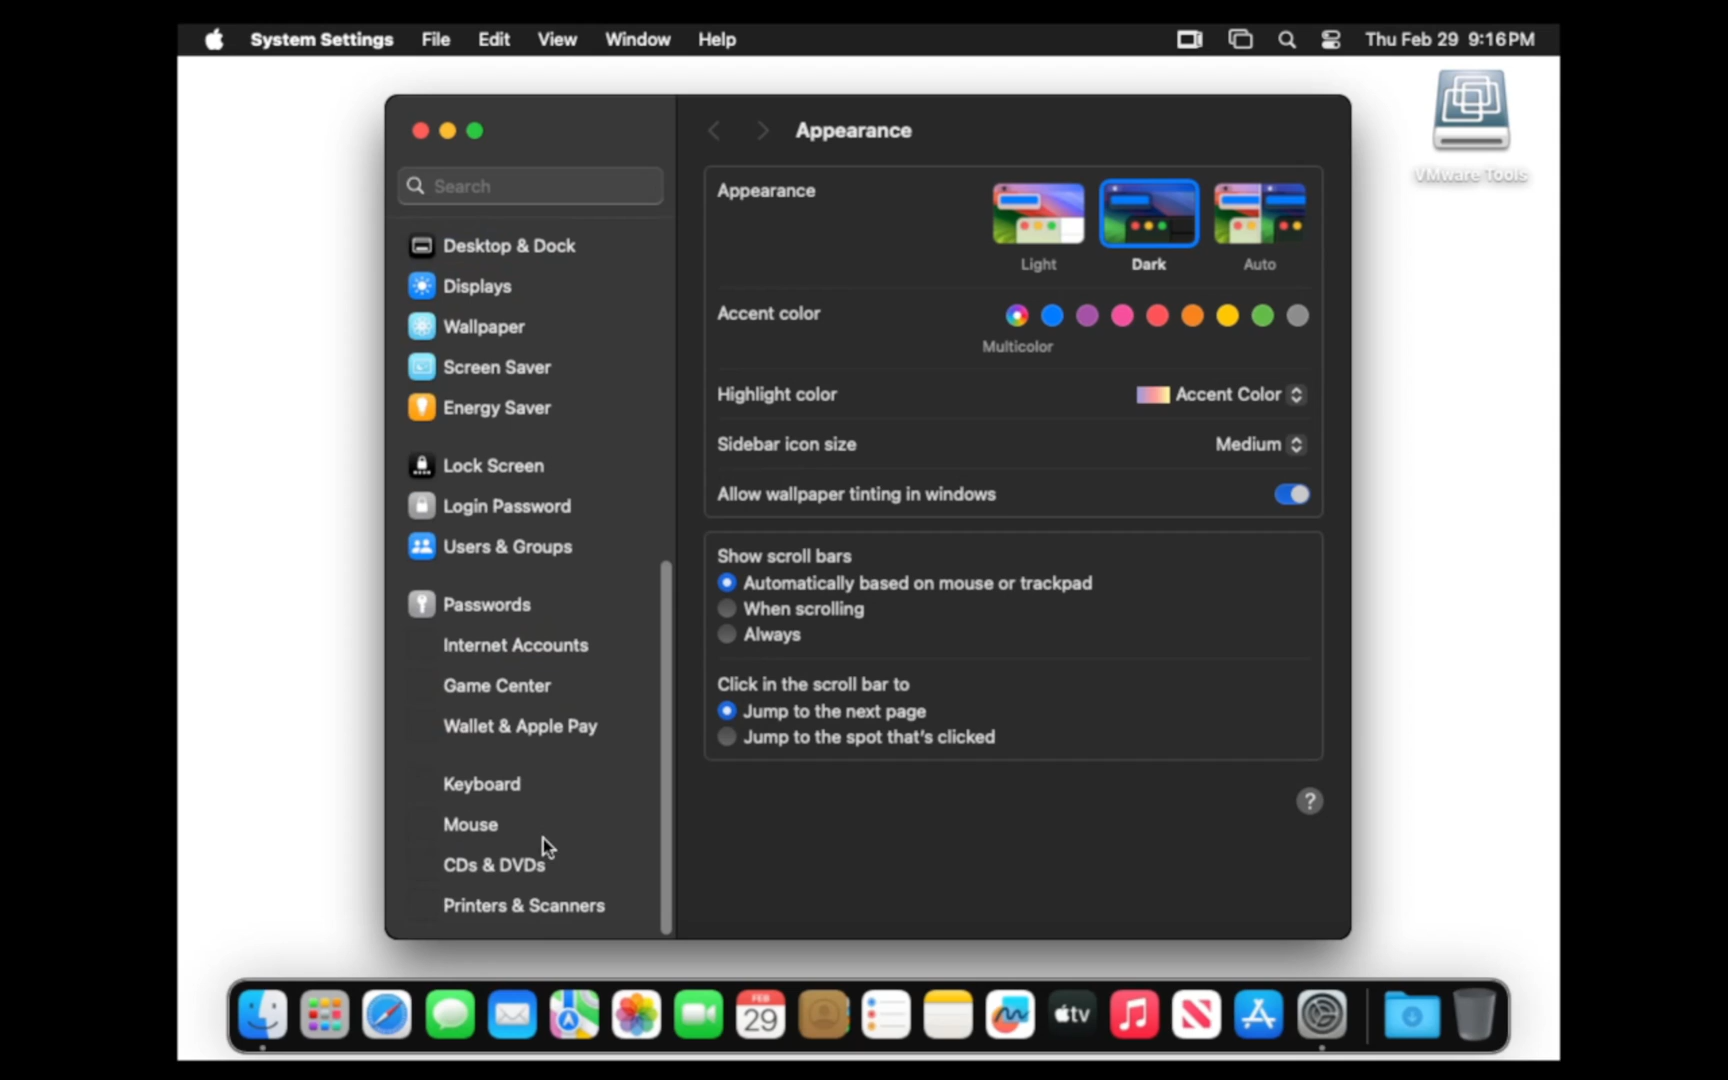 System Settings File Edit View Window Help Thu Feb 29 9:16 PM
VMware Tools
Search
Desktop & Dock
Displays
Wallpaper
Screen Saver
Energy Saver
Lock Screen
Login Password
Users & Groups
Passwords
Internet Accounts
Game Center
Wallet & Apple Pay
Keyboard
Mouse
CDs & DVDs
Printers & Scanners
Appearance
Appearance
Light Dark Auto
Accent color
Multicolor
Highlight color Accent Color
Sidebar icon size Medium
Allow wallpaper tinting in windows
Show scroll bars
Automatically based on mouse or trackpad
When scrolling
Always
Click in the scroll bar to
Jump to the next page
Jump to the spot that's clicked
?
FEB
29
tv